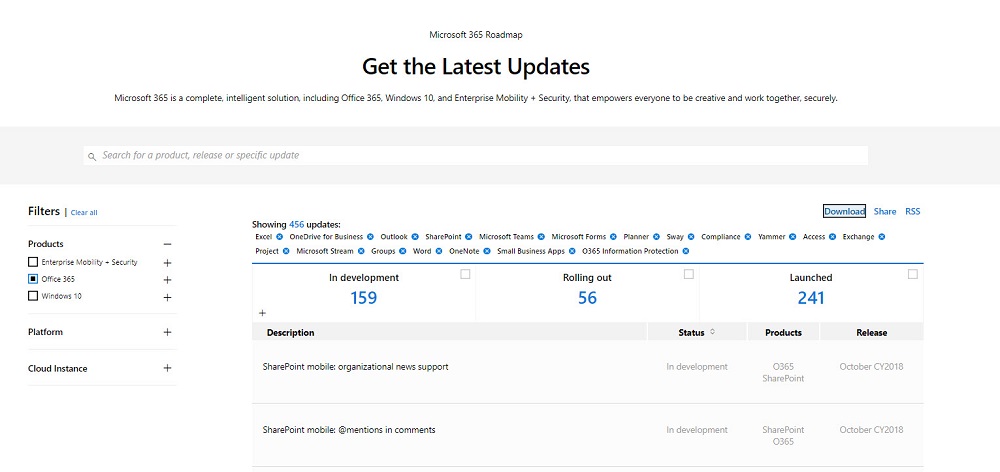 Microsoft 365 Roadmap
Get the Latest Updates
Microsoft 365 is a complete, intelligent solution, including Office 365, Windows 10, and Enterprise Mobility + Security, that empowers everyone to be creative and work together, securely.
Search for a product, release or specific update
Filters | Clear all
Products
Enterprise Mobility + Security
Office 365
Windows 10
Platform
Cloud Instance
Download Share RSS
Showing 456 updates:
Excel OneDrive for Business Outlook SharePoint Microsoft Teams Microsoft Forms Planner Sway Compliance Yammer Access Exchange
Project Microsoft Stream Groups Word OneNote Small Business Apps O365 Information Protection
In development Rolling out Launched
159 56 241
Description Status Products Release
SharePoint mobile: organizational news support In development O365 October CY2018
SharePoint
SharePoint mobile: @mentions in comments In development SharePoint October CY2018
O365